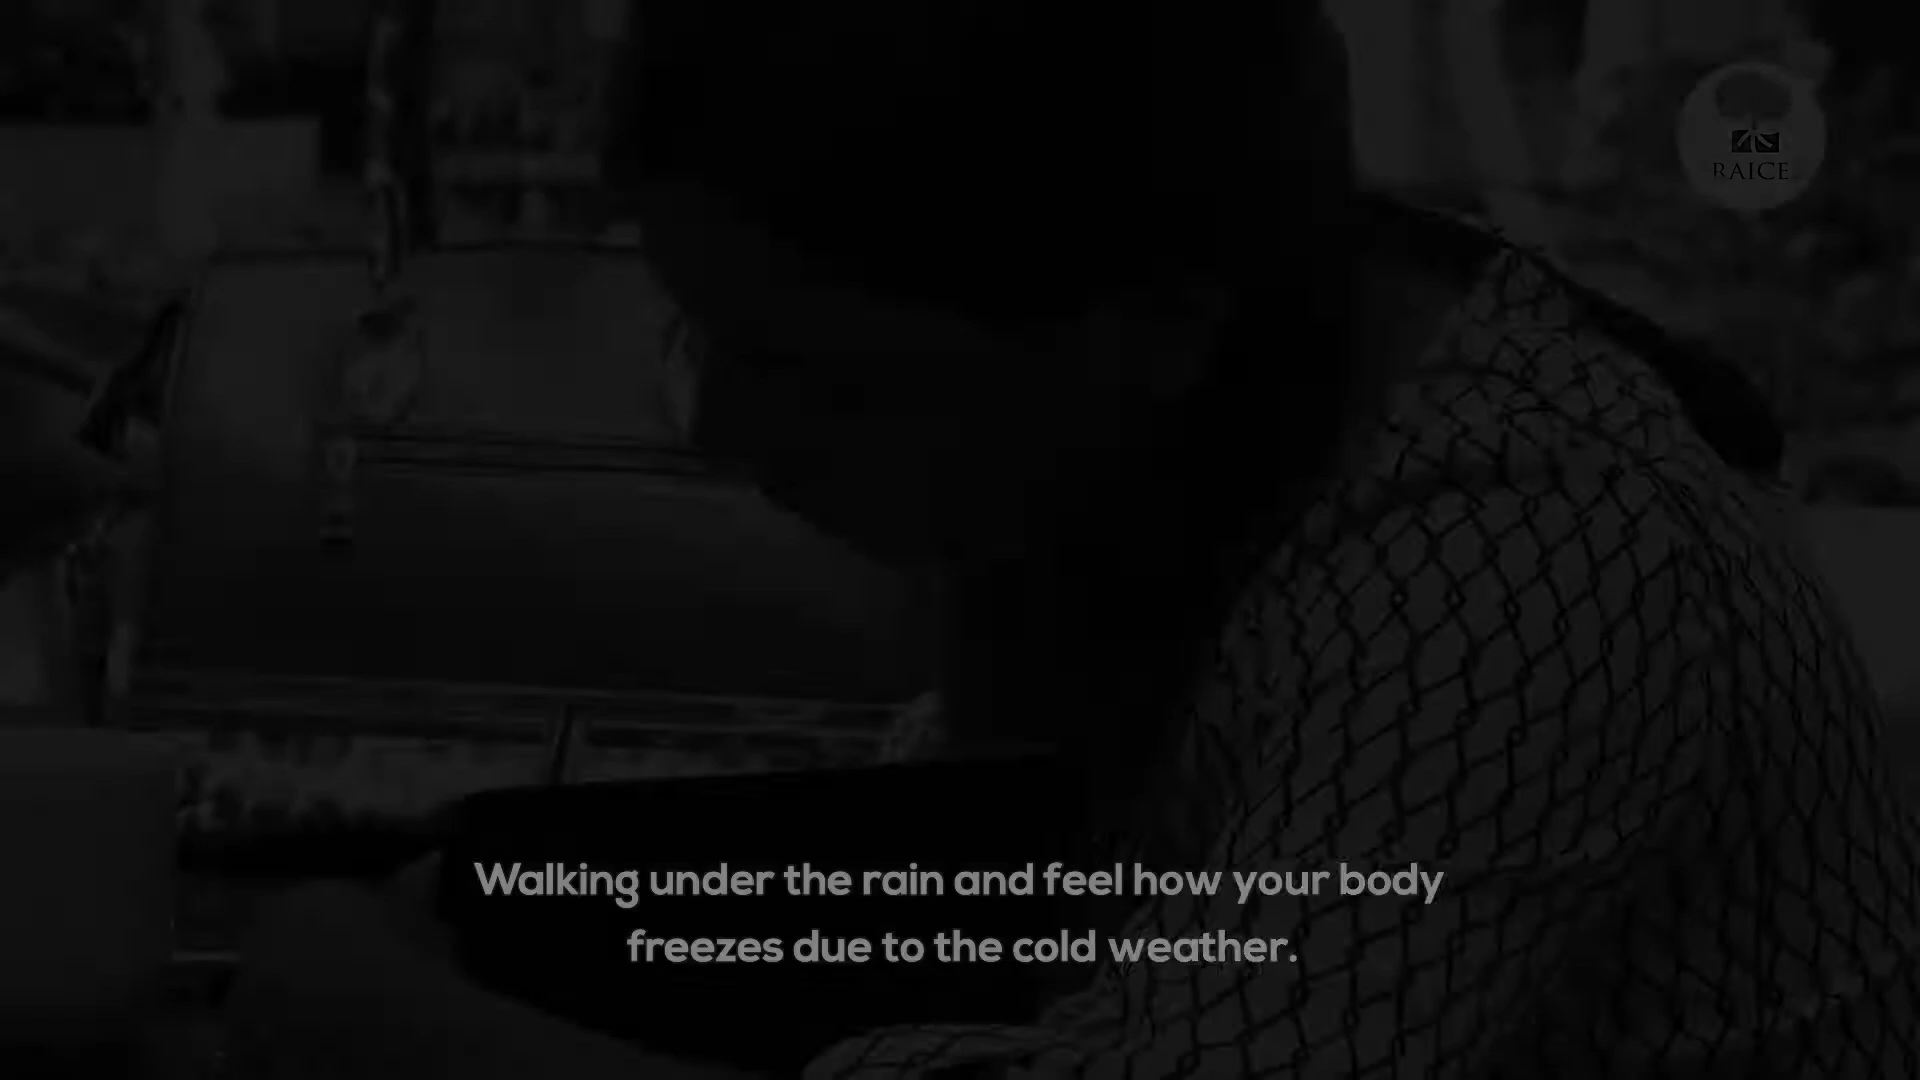 RAICE
Walking under the rain and feel how your body
freezes due to the cold weather.